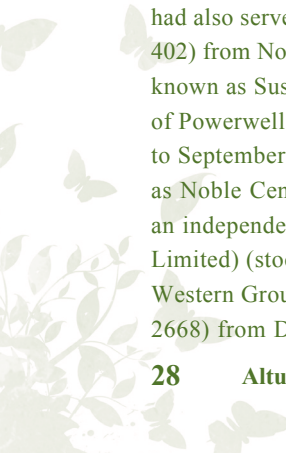 had also serve
402) from No
known as Sus
of Powerwell
to September
as Noble Cen
an independe
Limited) (stoc
Western Grou
2668) from D
28 Altu